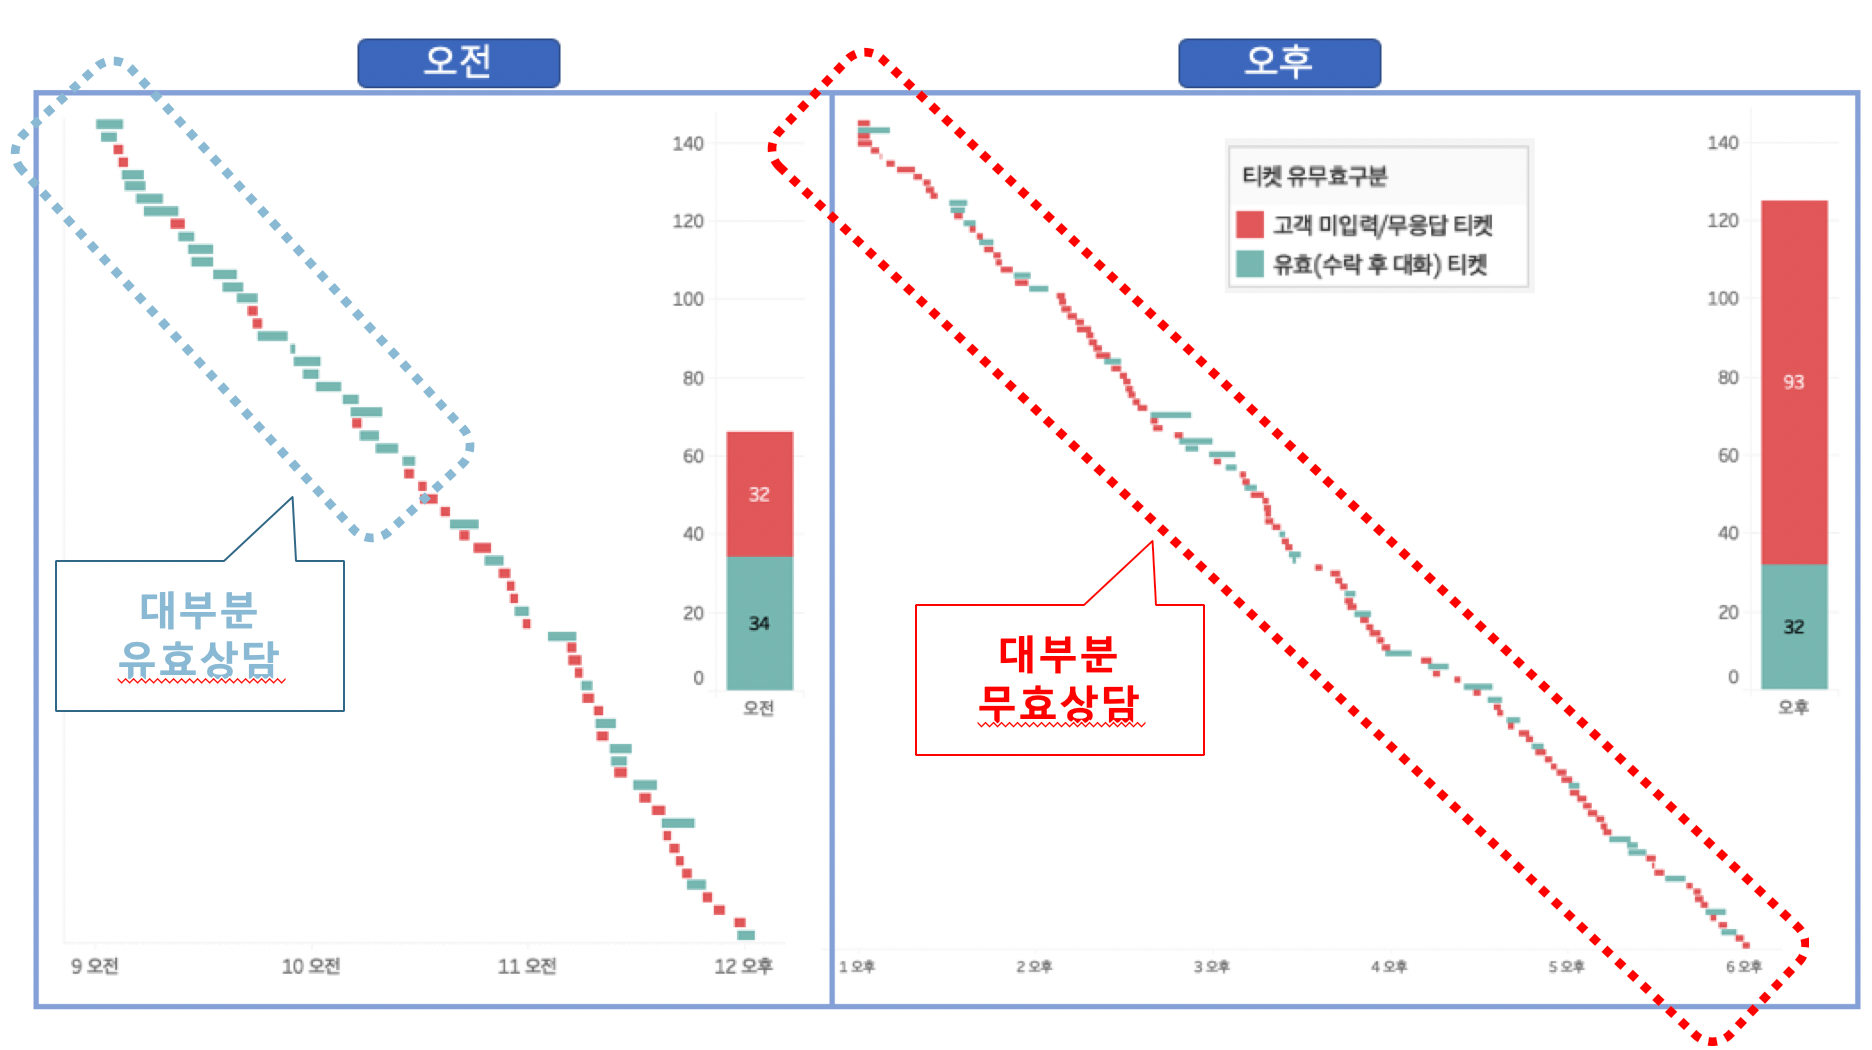 오전
오후
140
120
100
80
60
40
20
0
32
34
오전
대부분
유효상담
9 오전
10 오전
11 오전
12 오후
티켓 유무효구분
고객 미입력/무응답 티켓
유효(수락 후 대화) 티켓
140
120
100
80
60
40
20
0
93
32
오후
대부분
무효상담
1 오후
2 오후
3 오후
4 오후
5 오후
6 오후